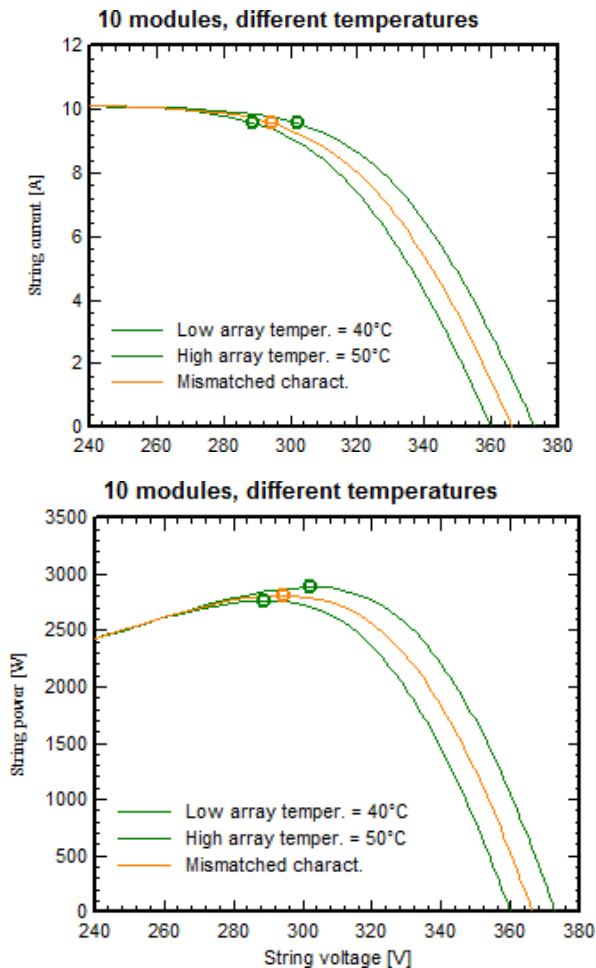 10 modules, different temperatures
12
10
8
6
4
2
0
String current. [A]
Low array temper. = 40°C
High array temper. = 50°C
Mismatched charact.
240 260 280 300 320 340 360 380
10 modules, different temperatures
3500
3000
2500
2000
1500
1000
500
0
String power [W]
Low array temper. = 40°C
High array temper. = 50°C
Mismatched charact.
240 260 280 300 320 340 360 380
String voltage [V]